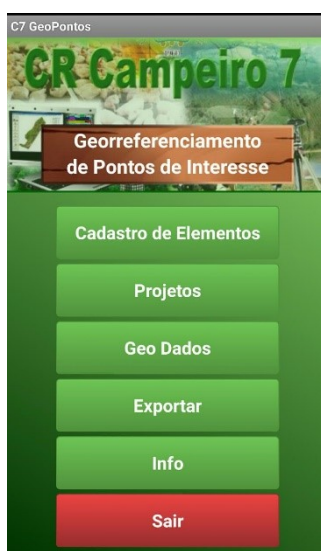 C7 GeoPontos
CR Campeiro 7
Georreferenciamento
de Pontos de Interesse
Cadastro de Elementos
Projetos
Geo Dados
Exportar
Info
Sair